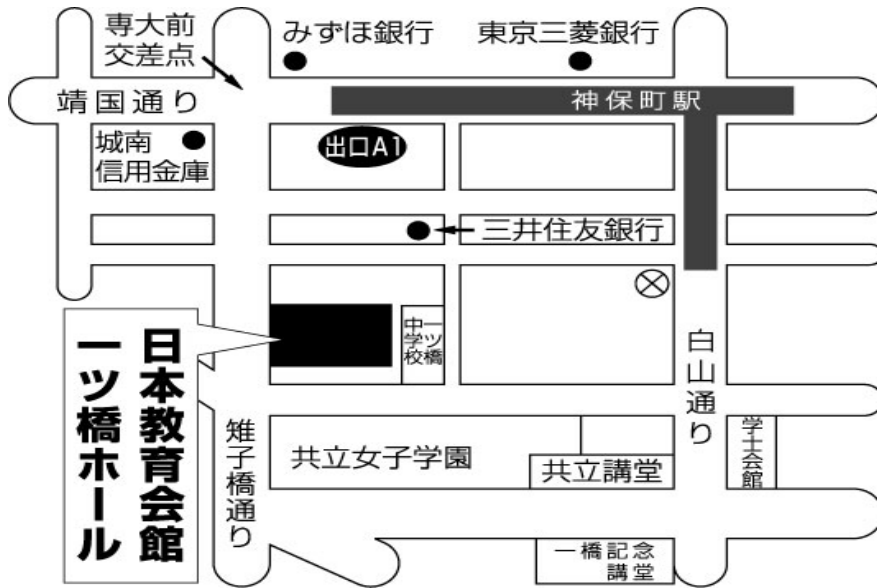 専大前
交差点
みずほ銀行
東京三菱銀行
靖国通り
神保町駅
城南
信用金庫
出口A1
三井住友銀行
一ツ橋
中学校
日本教育会館
一ツ橋ホール
白山通り
雉子橋通り
共立女子学園
共立講堂
学士会館
一橋記念
講堂